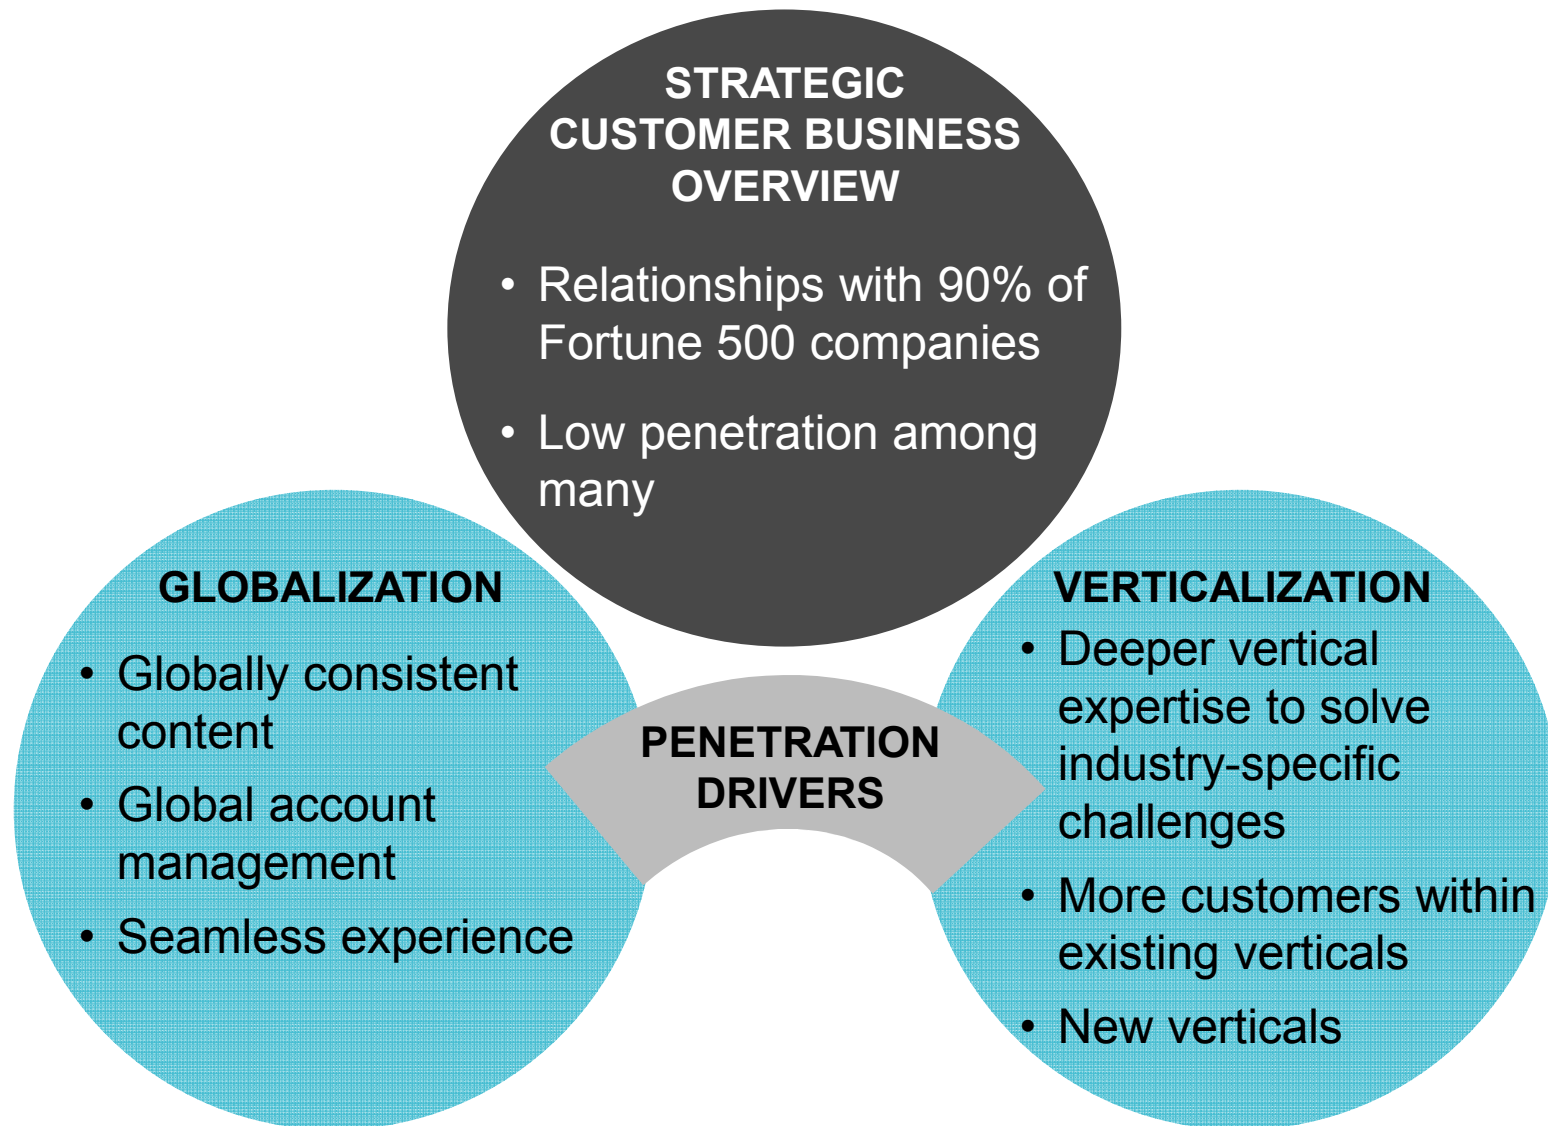 STRATEGIC
CUSTOMER BUSINESS
OVERVIEW
• Relationships with 90% of
Fortune 500 companies
• Low penetration among
many
GLOBALIZATION
• Globally consistent
content
• Global account
management
• Seamless experience
PENETRATION
DRIVERS
VERTICALIZATION
• Deeper vertical
expertise to solve
industry-specific
challenges
• More customers within
existing verticals
• New verticals